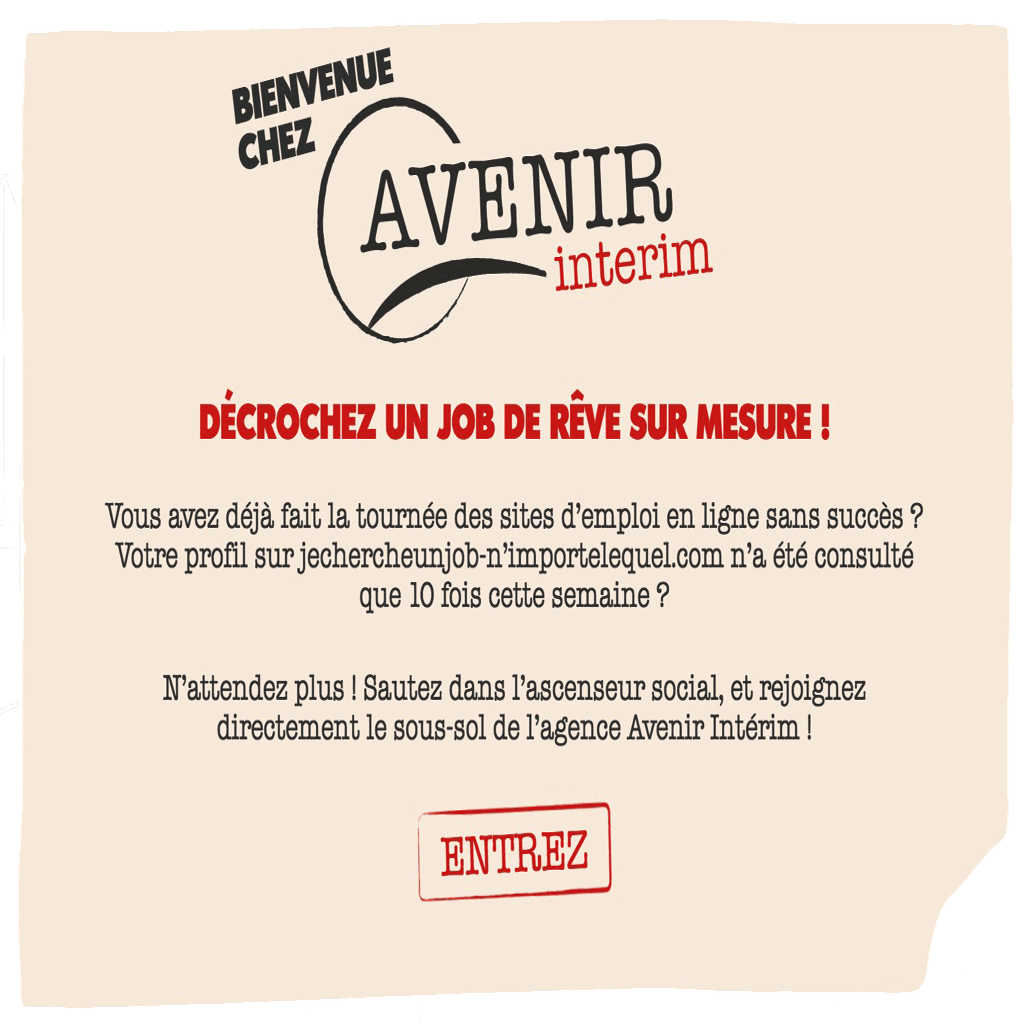 BIENVENUE
CHEZ
AVENIR
interim
DÉCROCHEZ UN JOB DE RÊVE SUR MESURE !
Vous avez déjà fait la tournée des sites d'emploi en ligne sans succès ?
Votre profil sur jechercheunjob-n'importelequel.com n'a été consulté
que 10 fois cette semaine ?
N'attendez plus ! Sautez dans l'ascenseur social, et rejoignez
directement le sous-sol de l'agence Avenir Intérim !
ENTREZ